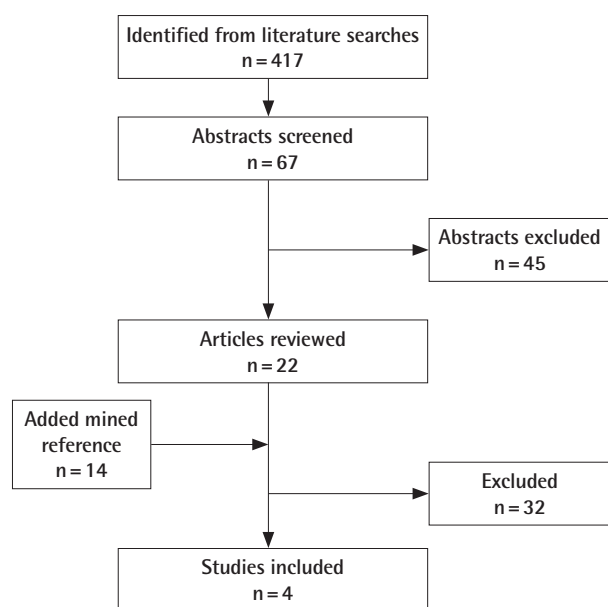 Identified from literature searches
n = 417
Abstracts screened
n = 67
Abstracts excluded
n = 45
Articles reviewed
n = 22
Added mined
reference
n = 14
Excluded
n = 32
Studies included
n = 4